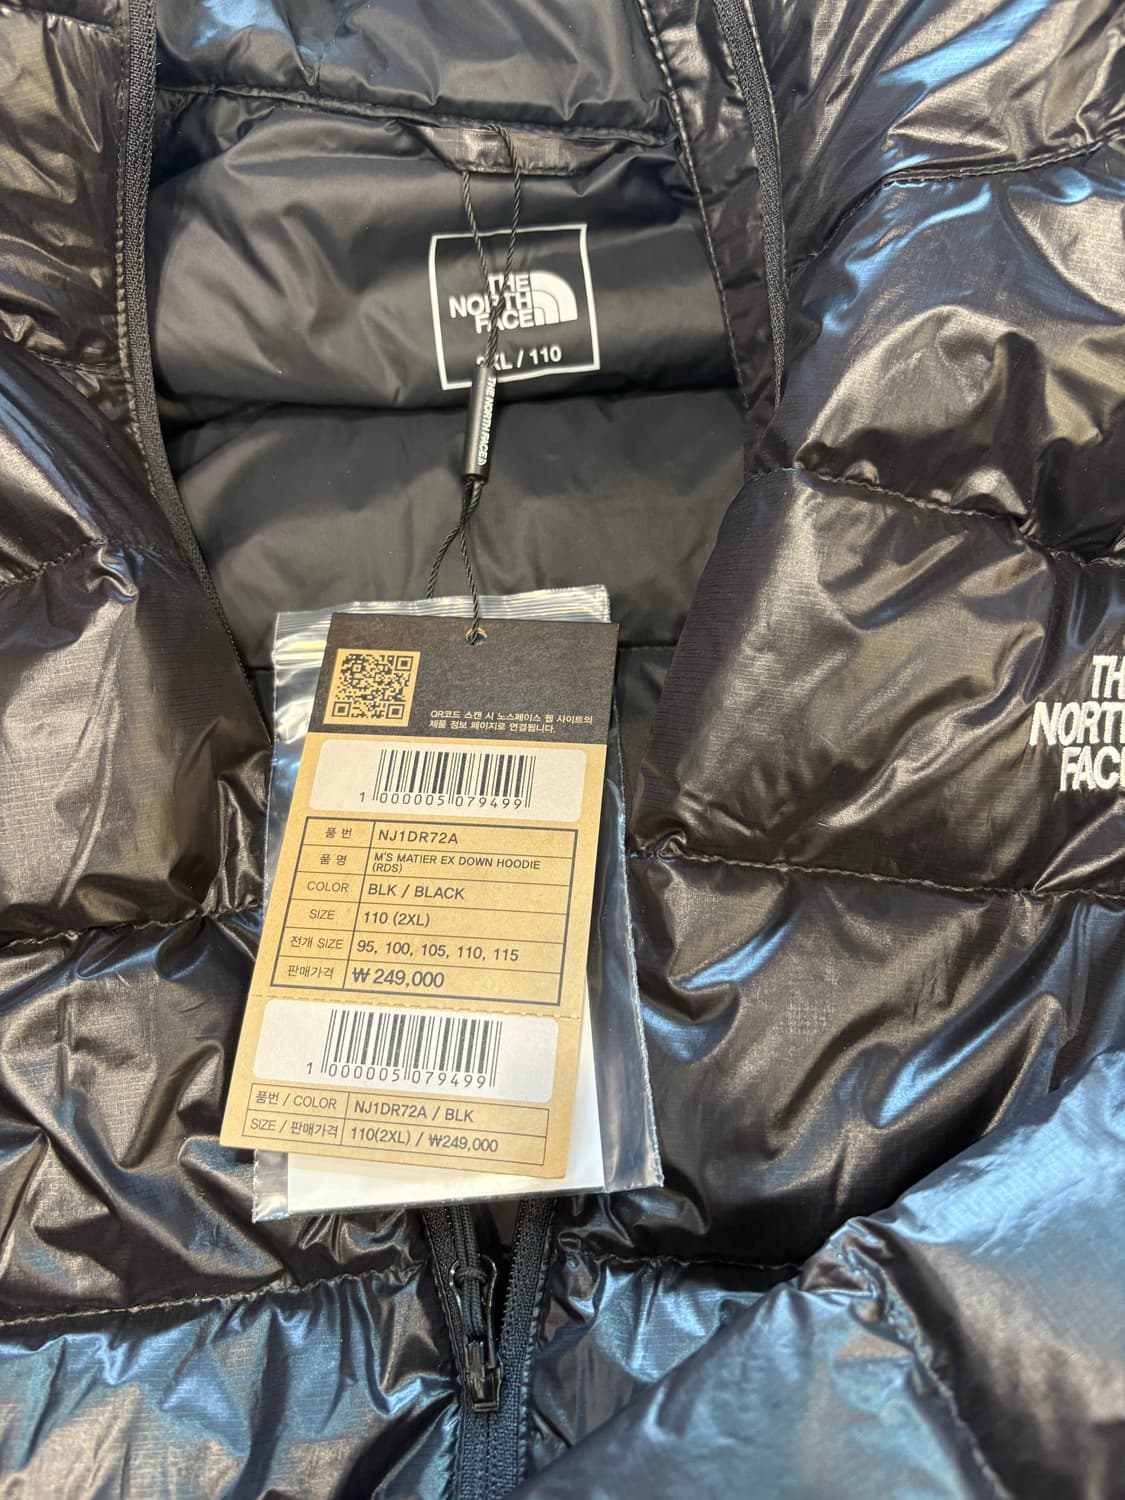 THE
NORTH
FACE
XL / 110
THE NORTH FACE
QR코드 스캔 시 노스페이스 웹 사이트의
제품 정보 페이지로 연결됩니다.
1 000005 079499
품 번 NJ1DR72A
품 명 M'S MATIER EX DOWN HOODIE
(RDS)
COLOR BLK / BLACK
SIZE 110 (2XL)
전개 SIZE 95, 100, 105, 110, 115
판매가격 ₩249,000
1 000005 079499
품번 / COLOR NJ1DR72A / BLK
SIZE / 판매가격 110(2XL) / ₩249,000
TH
NORT
FAC